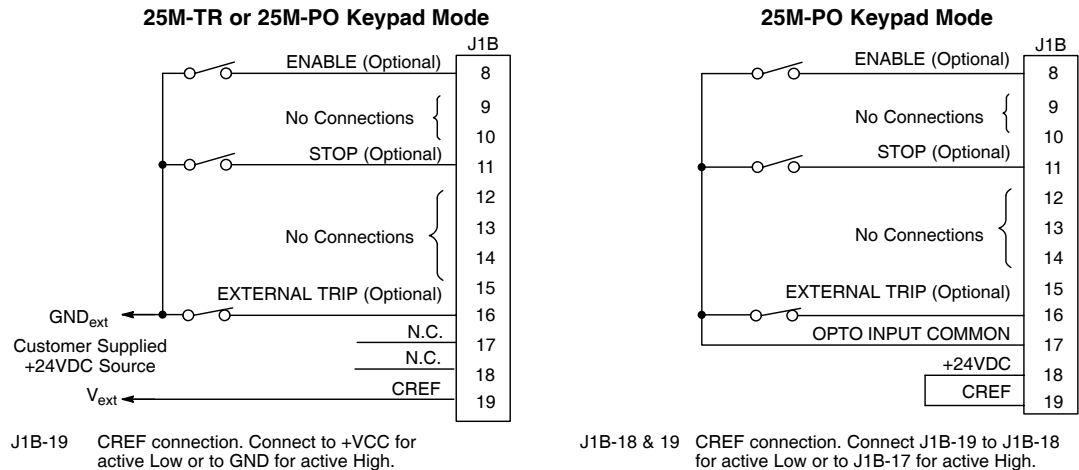 25M-TR or 25M-PO Keypad Mode
J1B
ENABLE (Optional)
8
No Connections
9
10
STOP (Optional)
11
12
No Connections
13
14
15
EXTERNAL TRIP (Optional)
16
GNDext
Customer Supplied
+24VDC Source
N.C.
17
N.C.
18
Vext
CREF
19
J1B-19 CREF connection. Connect to +VCC for
active Low or to GND for active High.
25M-PO Keypad Mode
J1B
ENABLE (Optional)
8
No Connections
9
10
STOP (Optional)
11
12
No Connections
13
14
15
EXTERNAL TRIP (Optional)
16
OPTO INPUT COMMON
17
+24VDC
18
CREF
19
J1B-18 & 19 CREF connection. Connect J1B-19 to J1B-18
for active Low or to J1B-17 for active High.